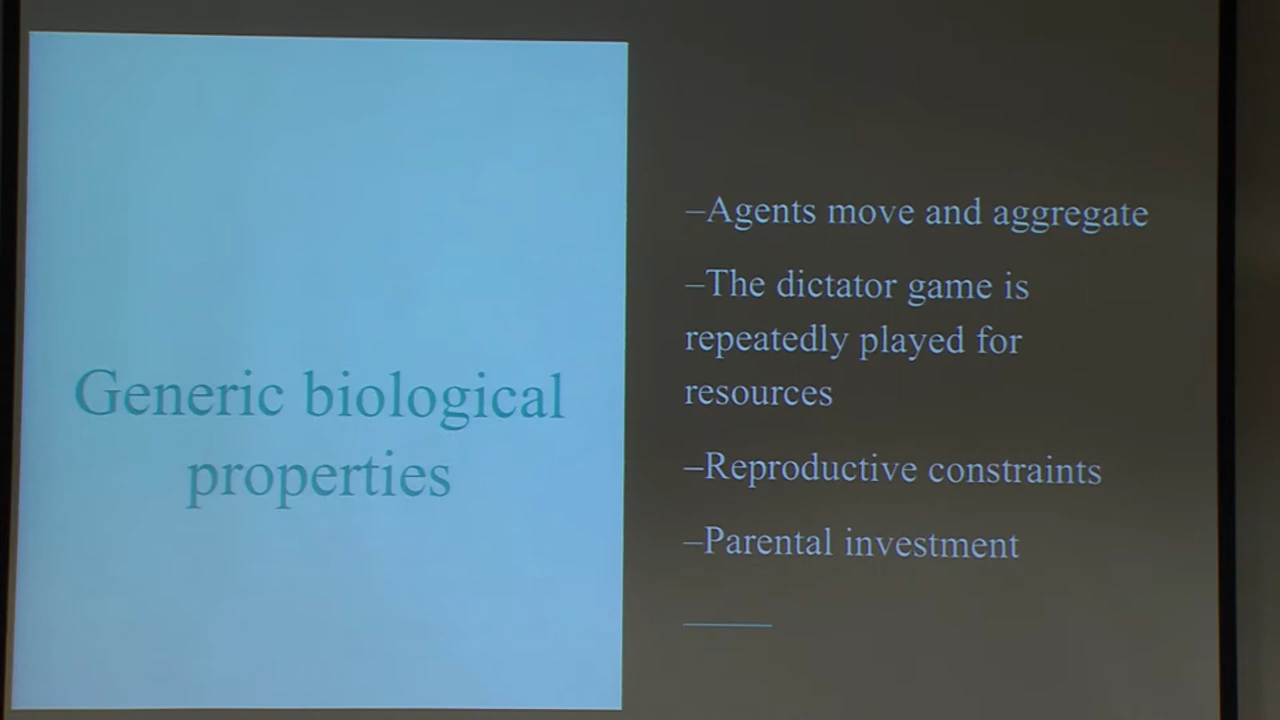 Generic biological
properties
–Agents move and aggregate
–The dictator game is
repeatedly played for
resources
–Reproductive constraints
–Parental investment